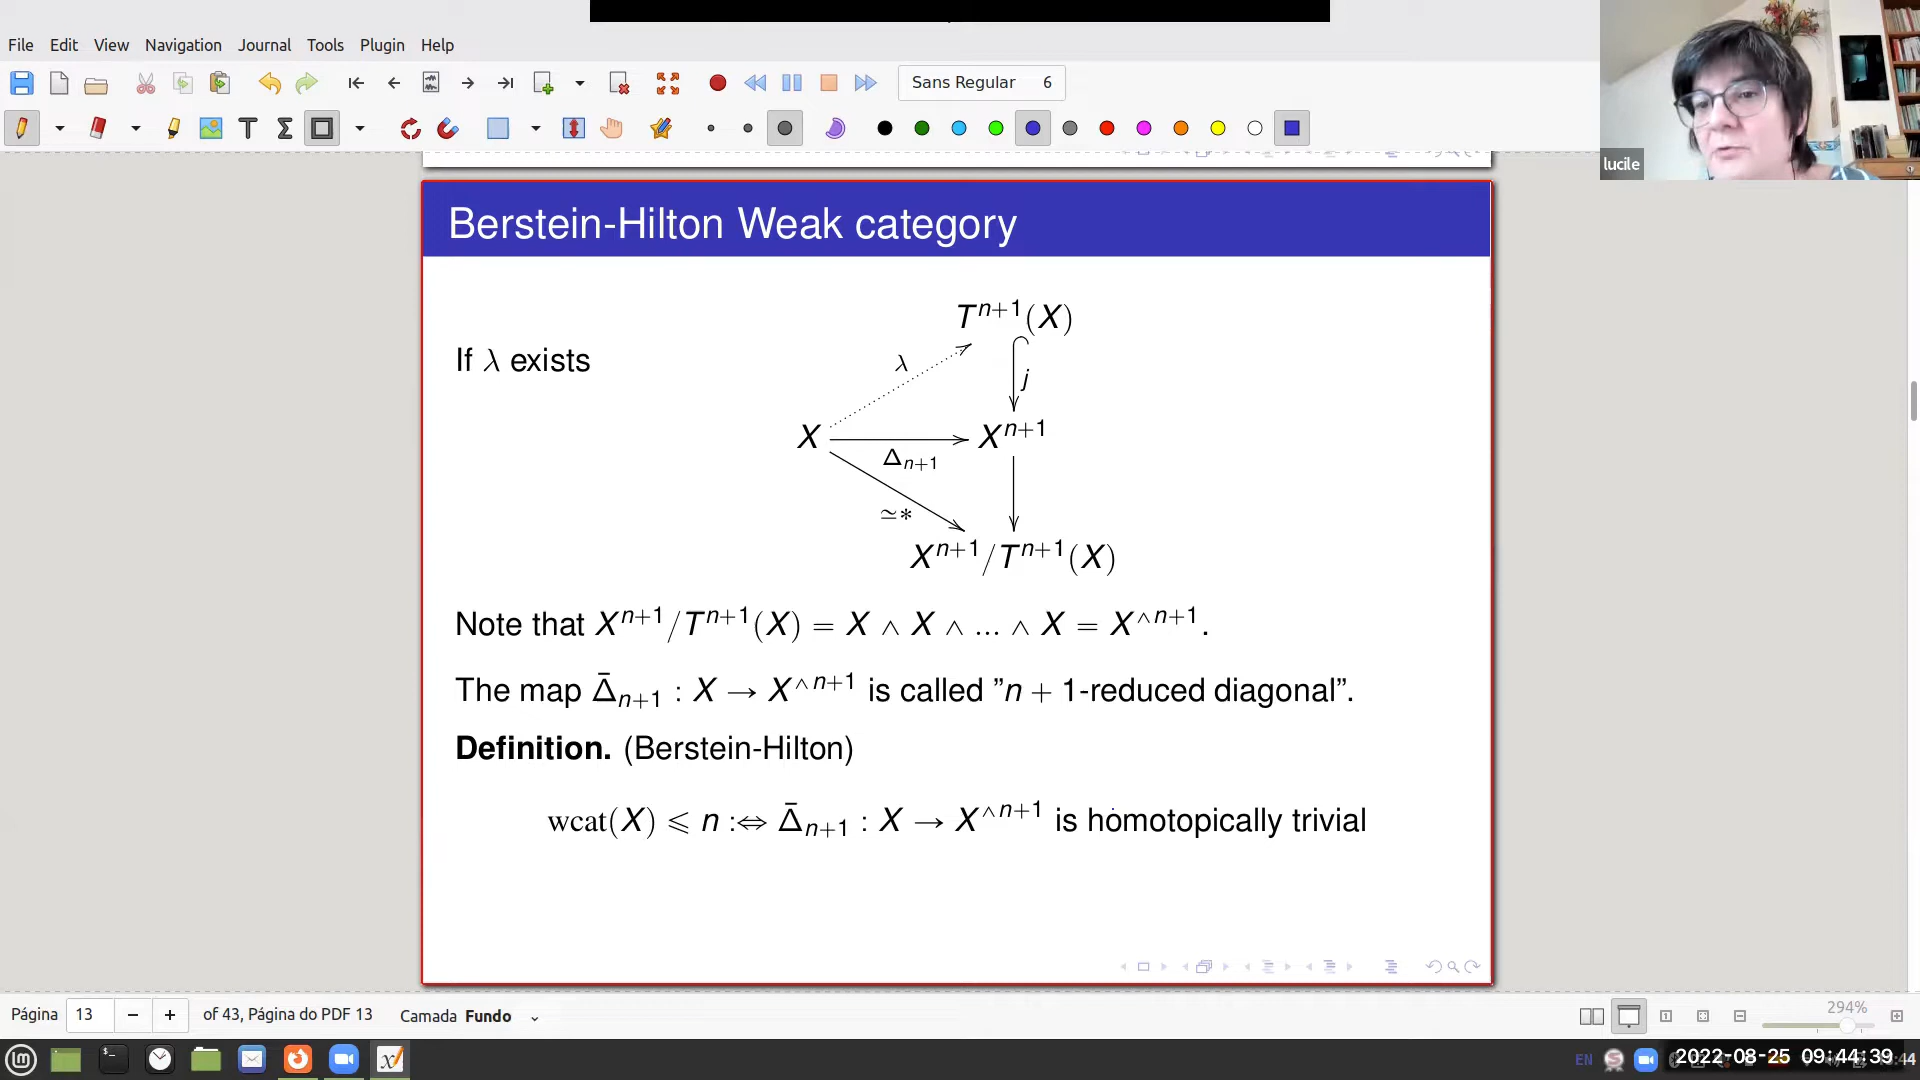 File Edit View Navigation Journal Tools Plugin Help
Sans Regular 6
lucile
Berstein-Hilton Weak category
T^{n+1}(X)
If λ exists
λ
j
X
X^{n+1}
Δ_{n+1}
≃*
X^{n+1}/T^{n+1}(X)
Note that X^{n+1}/T^{n+1}(X) = X ∧ X ∧ ... ∧ X = X^{∧n+1}.
The map Δ̄_{n+1} : X → X^{∧n+1} is called ”n + 1-reduced diagonal”.
Definition. (Berstein-Hilton)
wcat(X) ⩽ n :⇔ Δ̄_{n+1} : X → X^{∧n+1} is homotopically trivial
Página 13 of 43, Página do PDF 13 Camada Fundo
294%
EN 2022-08-25 09:44:39